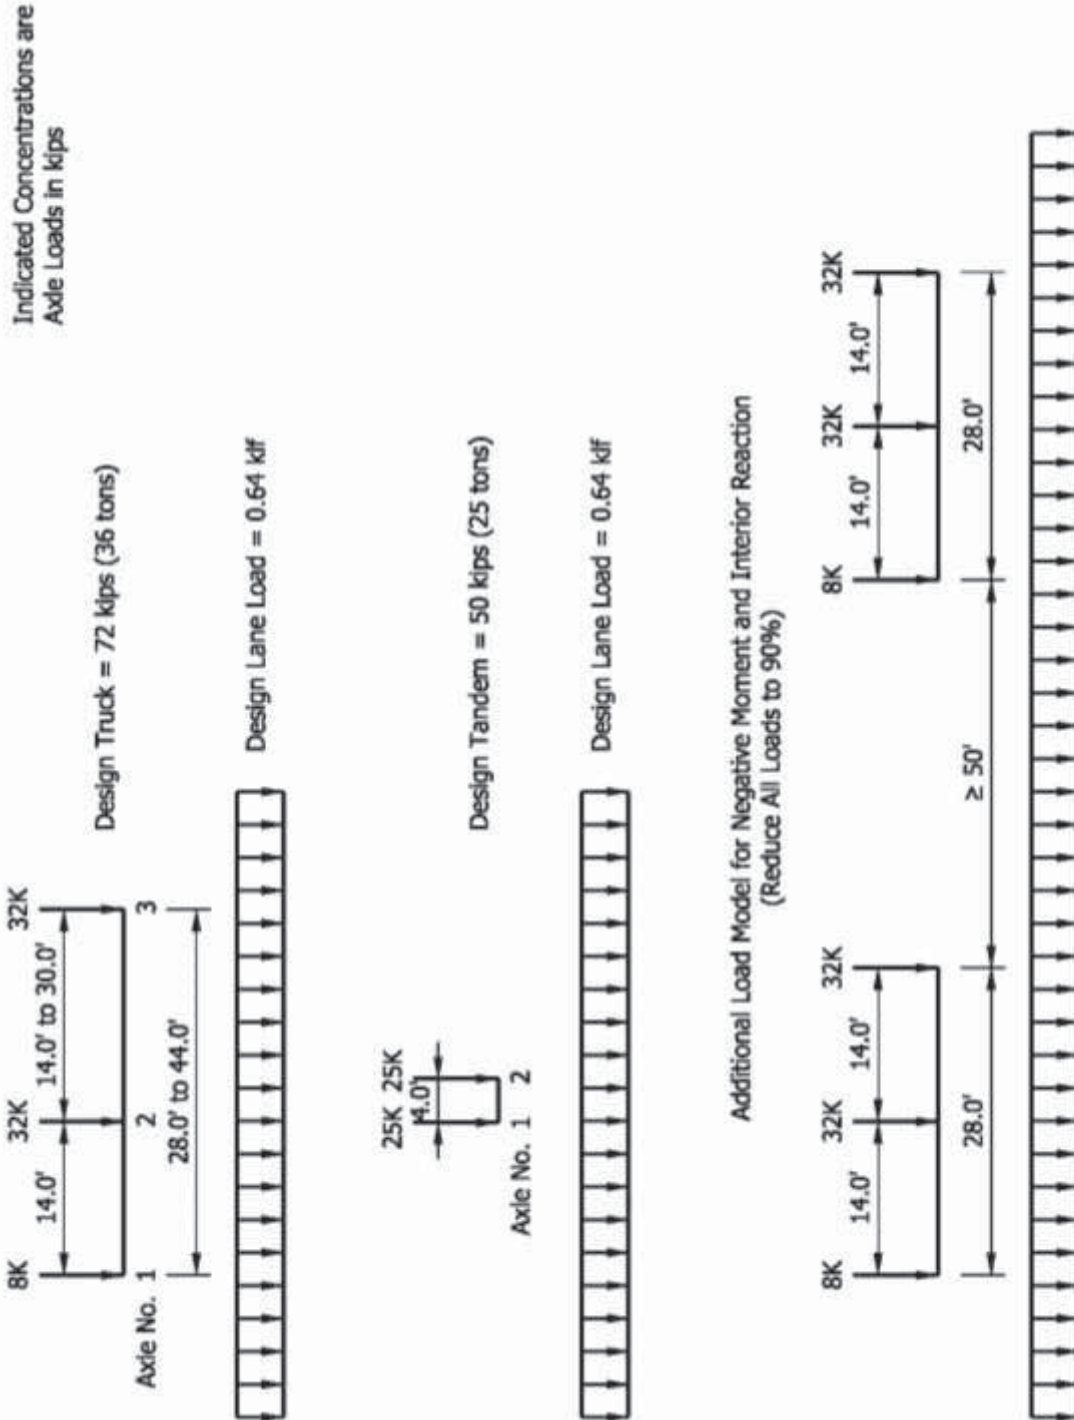 Indicated Concentrations are
Axle Loads in kips
8K 32K 32K
14.0' 14.0' to 30.0'
Design Truck = 72 kips (36 tons)
Axle No. 1 2 3
28.0' to 44.0'
Design Lane Load = 0.64 klf
25K 25K
4.0'
Design Tandem = 50 kips (25 tons)
Axle No. 1 2
Design Lane Load = 0.64 klf
Additional Load Model for Negative Moment and Interior Reaction
(Reduce All Loads to 90%)
8K 32K 32K 8K 32K 32K
14.0' 14.0' 14.0' 14.0'
28.0' ≥ 50' 28.0'